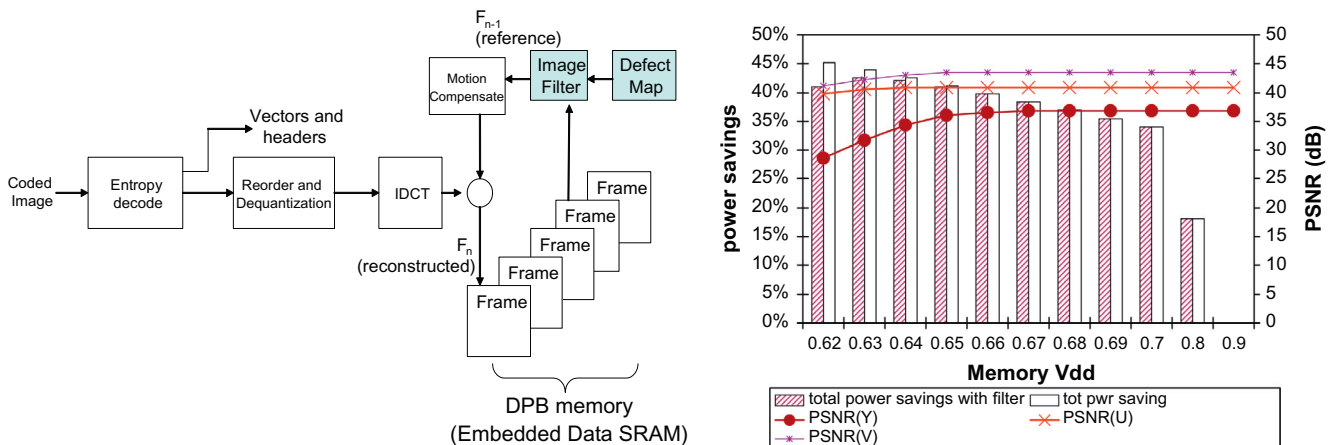 F_{n-1}
(reference)
Image
Filter
Defect
Map
Motion
Compensate
Vectors and
headers
Coded
Image
Entropy
decode
Reorder and
Dequantization
IDCT
F_n
(reconstructed)
Frame
Frame
Frame
Frame
Frame
DPB memory
(Embedded Data SRAM)
power savings
50%
45%
40%
35%
30%
25%
20%
15%
10%
5%
0%
50
45
40
35
30
25
20
15
10
5
0
PSNR (dB)
0.62 0.63 0.64 0.65 0.66 0.67 0.68 0.69 0.7 0.8 0.9
Memory Vdd
total power savings with filter
tot pwr saving
PSNR(Y)
PSNR(U)
PSNR(V)